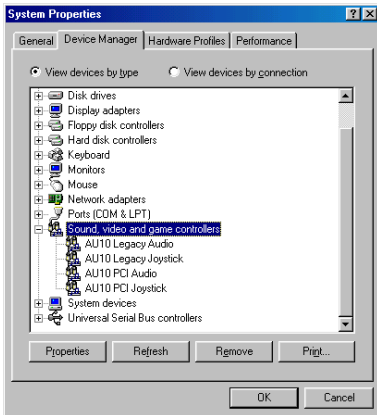 System Properties
General Device Manager Hardware Profiles Performance
View devices by type View devices by connection
Disk drives
Display adapters
Floppy disk controllers
Hard disk controllers
Keyboard
Monitors
Mouse
Network adapters
Ports (COM & LPT)
Sound, video and game controllers
AU10 Legacy Audio
AU10 Legacy Joystick
AU10 PCI Audio
AU10 PCI Joystick
System devices
Universal Serial Bus controllers
Properties Refresh Remove Print...
OK Cancel